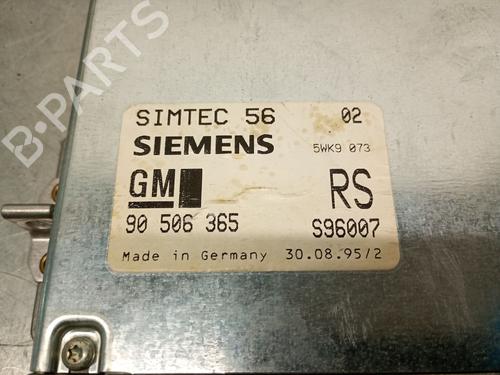 B-PARTS
SIMTEC 56 02
SIEMENS 5WK9 073
GM RS
90 506 365 S96007
Made in Germany 30.08.95/2